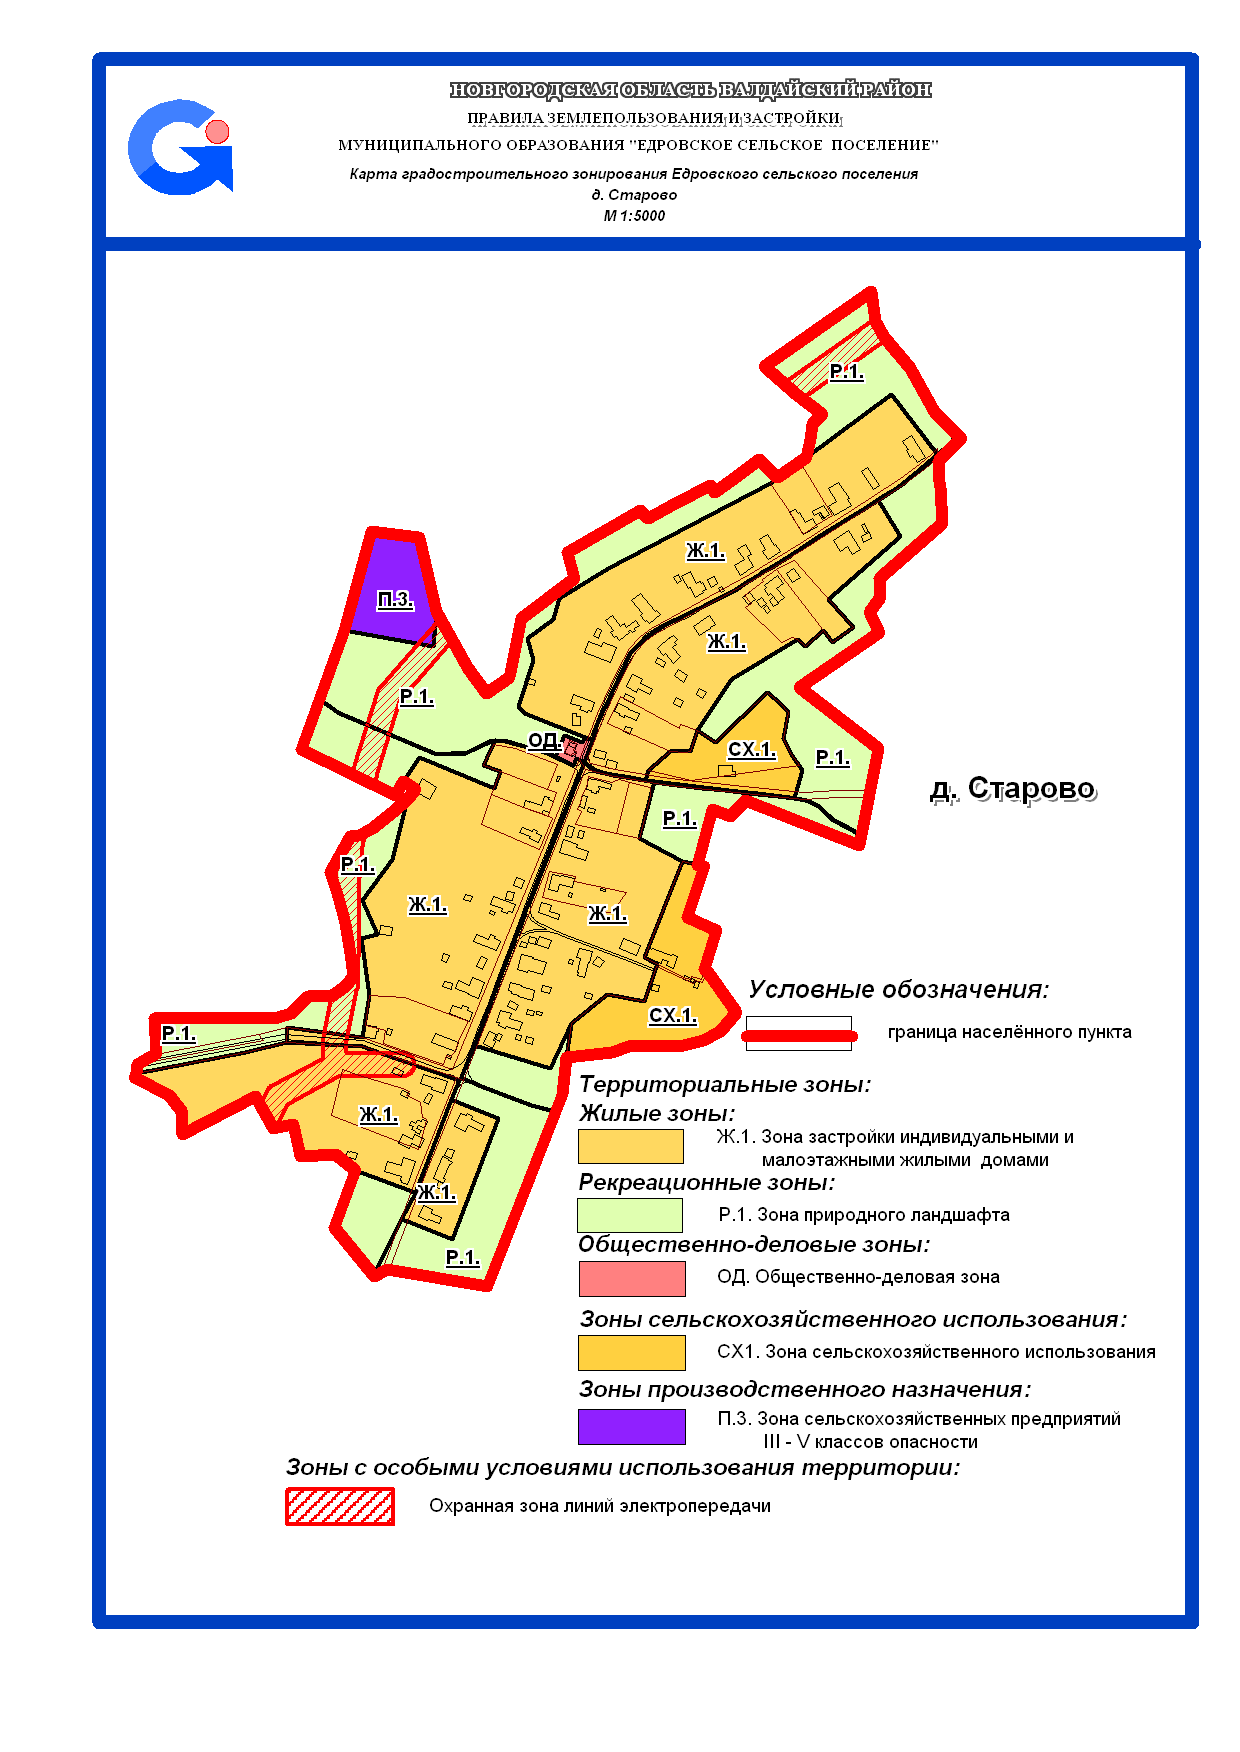 НОВГОРОДСКАЯ ОБЛАСТЬ ВАЛДАЙСКИЙ РАЙОН
ПРАВИЛА ЗЕМЛЕПОЛЬЗОВАНИЯ И ЗАСТРОЙКИ
МУНИЦИПАЛЬНОГО ОБРАЗОВАНИЯ "ЕДРОВСКОЕ СЕЛЬСКОЕ ПОСЕЛЕНИЕ"
Карта градостроительного зонирования Едровского сельского поселения
д. Старово
М 1:5000
Р.1.
Ж.1.
П.3.
Ж.1.
Р.1.
ОД.
СХ.1.
Р.1.
д. Старово
Р.1.
Р.1.
Ж.1.
Ж.1.
СХ.1.
Р.1.
Ж.1.
Ж.1.
Р.1.
Условные обозначения:
граница населённого пункта
Территориальные зоны:
Жилые зоны:
Ж.1. Зона застройки индивидуальными и
малоэтажными жилыми домами
Рекреационные зоны:
Р.1. Зона природного ландшафта
Общественно-деловые зоны:
ОД. Общественно-деловая зона
Зоны сельскохозяйственного использования:
СХ1. Зона сельскохозяйственного использования
Зоны производственного назначения:
П.3. Зона сельскохозяйственных предприятий
III - V классов опасности
Зоны с особыми условиями использования территории:
Охранная зона линий электропередачи